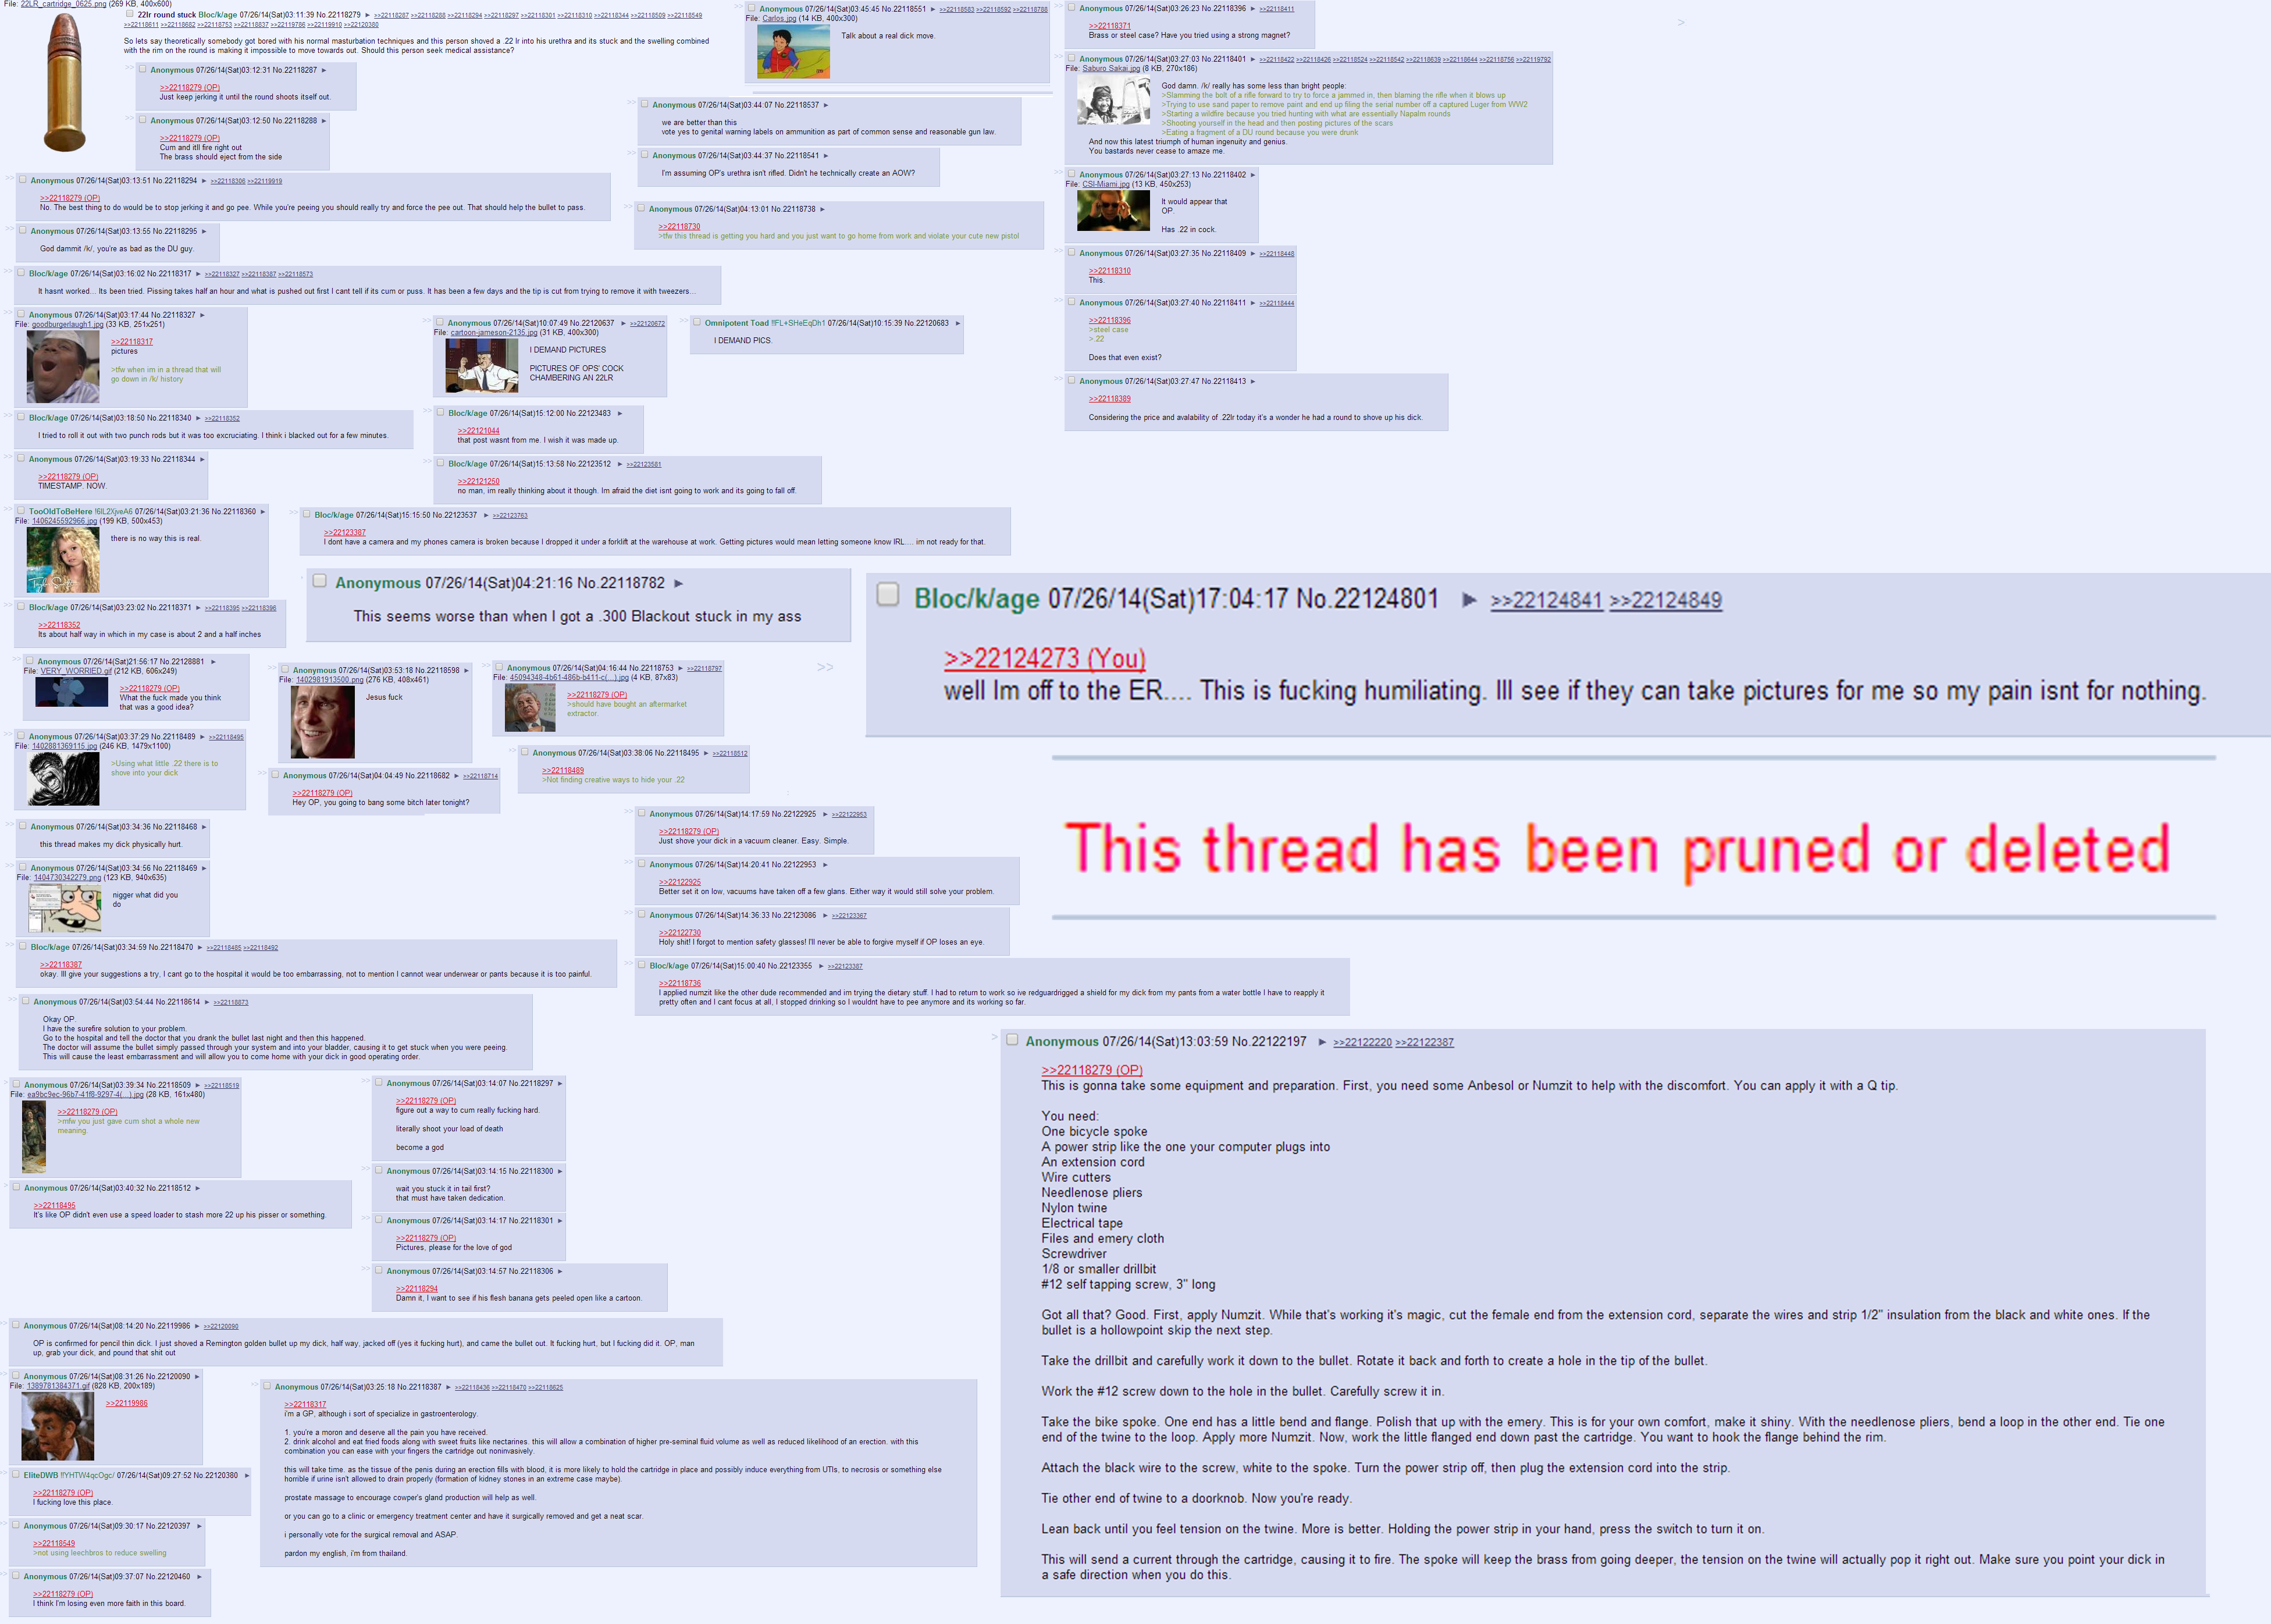 File: 22LR_cartridge_0625.png (269 KB, 400x600)
22lr round stuck Bloc/k/age 07/26/14(Sat)03:11:39 No.22118279 ► >>22118287 >>22118288 >>22118294 >>22118297 >>22118301 >>22118310 >>22118344 >>22118509 >>22118549
>>22118611 >>22118682 >>22118753 >>22118837 >>22119786 >>22119910 >>22120380
So lets say theoretically somebody got bored with his normal masturbation techniques and this person shoved a .22 lr into his urethra and its stuck and the swelling combined
with the rim on the round is making it impossible to move towards out. Should this person seek medical assistance?
>> Anonymous 07/26/14(Sat)03:12:31 No.22118287 ►
>>22118279 (OP)
Just keep jerking it until the round shoots itself out.
>> Anonymous 07/26/14(Sat)03:12:50 No.22118288 ►
>>22118279 (OP)
Cum and itll fire right out
The brass should eject from the side
>> Anonymous 07/26/14(Sat)03:13:51 No.22118294 ► >>22118306 >>22119919
>>22118279 (OP)
No. The best thing to do would be to stop jerking it and go pee. While you're peeing you should really try and force the pee out. That should help the bullet to pass.
>> Anonymous 07/26/14(Sat)03:13:55 No.22118295 ►
God dammit /k/, you're as bad as the DU guy.
>> Bloc/k/age 07/26/14(Sat)03:16:02 No.22118317 ► >>22118327 >>22118387 >>22118573
It hasnt worked... Its been tried. Pissing takes half an hour and what is pushed out first I cant tell if its cum or puss. It has been a few days and the tip is cut from trying to remove it with tweezers...
>> Anonymous 07/26/14(Sat)03:17:44 No.22118327 ►
File: goodburgerlaugh1.jpg (33 KB, 251x251)
>>22118317
pictures
>tfw when im in a thread that will
go down in /k/ history
>> Bloc/k/age 07/26/14(Sat)03:18:50 No.22118340 ► >>22118352
I tried to roll it out with two punch rods but it was too excruciating. I think i blacked out for a few minutes.
>> Anonymous 07/26/14(Sat)03:19:33 No.22118344 ►
>>22118279 (OP)
TIMESTAMP. NOW.
>> TooOldToBeHere !6lL2XjveA6 07/26/14(Sat)03:21:36 No.22118360 ►
File: 1406245592966.jpg (199 KB, 500x453)
there is no way this is real.
Taylor Swift
>> Bloc/k/age 07/26/14(Sat)03:23:02 No.22118371 ► >>22118395 >>22118396
>>22118352
Its about half way in which in my case is about 2 and a half inches
>> Anonymous 07/26/14(Sat)21:56:17 No.22128881 ►
File: VERY_WORRIED.gif (212 KB, 606x249)
>>22118279 (OP)
What the fuck made you think
that was a good idea?
>> Anonymous 07/26/14(Sat)03:37:29 No.22118489 ► >>22118495
File: 1402881369115.jpg (246 KB, 1479x1100)
>Using what little .22 there is to
shove into your dick
>> Anonymous 07/26/14(Sat)03:34:36 No.22118468 ►
this thread makes my dick physically hurt.
>> Anonymous 07/26/14(Sat)03:34:56 No.22118469 ►
File: 1404730342279.png (123 KB, 940x635)
nigger what did you
do
>> Bloc/k/age 07/26/14(Sat)03:34:59 No.22118470 ► >>22118485 >>22118492
>>22118387
okay. Ill give your suggestions a try, I cant go to the hospital it would be too embarrassing, not to mention I cannot wear underwear or pants because it is too painful.
>> Anonymous 07/26/14(Sat)03:54:44 No.22118614 ► >>22118873
Okay OP.
I have the surefire solution to your problem.
Go to the hospital and tell the doctor that you drank the bullet last night and then this happened.
The doctor will assume the bullet simply passed through your system and into your bladder, causing it to get stuck when you were peeing.
This will cause the least embarrassment and will allow you to come home with your dick in good operating order.
> Anonymous 07/26/14(Sat)03:39:34 No.22118509 ► >>22118519
File: ea9bc9ec-96b7-41f8-9297-4(...).jpg (28 KB, 161x480)
>>22118279 (OP)
>mfw you just gave cum shot a whole new
meaning.
> Anonymous 07/26/14(Sat)03:40:32 No.22118512 ►
>>22118495
It's like OP didn't even use a speed loader to stash more 22 up his pisser or something.
>> Anonymous 07/26/14(Sat)08:14:20 No.22119986 ► >>22120090
OP is confirmed for pencil thin dick. I just shoved a Remington golden bullet up my dick, half way, jacked off (yes it fucking hurt), and came the bullet out. It fucking hurt, but I fucking did it. OP, man
up, grab your dick, and pound that shit out
>> Anonymous 07/26/14(Sat)08:31:26 No.22120090 ►
File: 1389781384371.gif (828 KB, 200x189)
>>22119986
>> EliteDWB !!YHTW4qcOgc/ 07/26/14(Sat)09:27:52 No.22120380 ►
>>22118279 (OP)
I fucking love this place.
>> Anonymous 07/26/14(Sat)09:30:17 No.22120397 ►
>>22118549
>not using leechbros to reduce swelling
>> Anonymous 07/26/14(Sat)09:37:07 No.22120460 ►
>>22118279 (OP)
I think I'm losing even more faith in this board.
>> Anonymous 07/26/14(Sat)10:07:49 No.22120637 ► >>22120672
File: cartoon-jameson-2135.jpg (31 KB, 400x300)
I DEMAND PICTURES
PICTURES OF OPS' COCK
CHAMBERING AN 22LR
>> Omnipotent Toad !!FL+SHeEqDh1 07/26/14(Sat)10:15:39 No.22120683 ►
I DEMAND PICS.
>> Bloc/k/age 07/26/14(Sat)15:12:00 No.22123483 ►
>>22121044
that post wasnt from me. I wish it was made up.
>> Bloc/k/age 07/26/14(Sat)15:13:58 No.22123512 ► >>22123581
>>22121250
no man, im really thinking about it though. Im afraid the diet isnt going to work and its going to fall off.
>> Bloc/k/age 07/26/14(Sat)15:15:50 No.22123537 ► >>22123763
>>22123387
I dont have a camera and my phones camera is broken because I dropped it under a forklift at the warehouse at work. Getting pictures would mean letting someone know IRL.... im not ready for that.
Anonymous 07/26/14(Sat)04:21:16 No.22118782 ►
This seems worse than when I got a .300 Blackout stuck in my ass
>> Anonymous 07/26/14(Sat)03:53:18 No.22118598 ►
File: 1402981913500.png (276 KB, 408x461)
Jesus fuck
>> Anonymous 07/26/14(Sat)04:16:44 No.22118753 ► >>22118797
File: 45094348-4b61-486b-b411-c(...).jpg (4 KB, 87x83)
>>22118279 (OP)
>should have bought an aftermarket
extractor.
>> Anonymous 07/26/14(Sat)04:04:49 No.22118682 ► >>22118714
>>22118279 (OP)
Hey OP, you going to bang some bitch later tonight?
>> Anonymous 07/26/14(Sat)03:38:06 No.22118495 ► >>22118512
>>22118489
>Not finding creative ways to hide your .22
>> Anonymous 07/26/14(Sat)03:14:07 No.22118297 ►
>>22118279 (OP)
figure out a way to cum really fucking hard.
literally shoot your load of death
become a god
>> Anonymous 07/26/14(Sat)03:14:15 No.22118300 ►
wait you stuck it in tail first?
that must have taken dedication.
>> Anonymous 07/26/14(Sat)03:14:17 No.22118301 ►
>>22118279 (OP)
Pictures, please for the love of god
>> Anonymous 07/26/14(Sat)03:14:57 No.22118306 ►
>>22118294
Damn it, I want to see if his flesh banana gets peeled open like a cartoon.
>> Anonymous 07/26/14(Sat)03:25:18 No.22118387 ► >>22118436 >>22118470 >>22118625
>>22118317
i'm a GP, although i sort of specialize in gastroenterology.
1. you're a moron and deserve all the pain you have received.
2. drink alcohol and eat fried foods along with sweet fruits like nectarines. this will allow a combination of higher pre-seminal fluid volume as well as reduced likelihood of an erection. with this
combination you can ease with your fingers the cartridge out noninvasively.
this will take time. as the tissue of the penis during an erection fills with blood, it is more likely to hold the cartridge in place and possibly induce everything from UTIs, to necrosis or something else
horrible if urine isn't allowed to drain properly (formation of kidney stones in an extreme case maybe).
prostate massage to encourage cowper's gland production will help as well.
or you can go to a clinic or emergency treatment center and have it surgically removed and get a neat scar.
i personally vote for the surgical removal and ASAP.
pardon my english, i'm from thailand.
>> Anonymous 07/26/14(Sat)03:45:45 No.22118551 ► >>22118583 >>22118592 >>22118788
File: Carlos.jpg (14 KB, 400x300)
Talk about a real dick move.
>> Anonymous 07/26/14(Sat)03:44:07 No.22118537 ►
we are better than this
vote yes to genital warning labels on ammunition as part of common sense and reasonable gun law.
>> Anonymous 07/26/14(Sat)03:44:37 No.22118541 ►
I'm assuming OP's urethra isn't rifled. Didn't he technically create an AOW?
>> Anonymous 07/26/14(Sat)04:13:01 No.22118738 ►
>>22118730
>tfw this thread is getting you hard and you just want to go home from work and violate your cute new pistol
>> Anonymous 07/26/14(Sat)03:26:23 No.22118396 ► >>22118411
>>22118371
Brass or steel case? Have you tried using a strong magnet?
>> Anonymous 07/26/14(Sat)03:27:03 No.22118401 ► >>22118422 >>22118426 >>22118524 >>22118542 >>22118639 >>22118644 >>22118756 >>22119792
File: Saburo Sakai.jpg (8 KB, 270x186)
God damn. /k/ really has some less than bright people:
>Slamming the bolt of a rifle forward to try to force a jammed in, then blaming the rifle when it blows up
>Trying to use sand paper to remove paint and end up filing the serial number off a captured Luger from WW2
>Starting a wildfire because you tried hunting with what are essentially Napalm rounds
>Shooting yourself in the head and then posting pictures of the scars
>Eating a fragment of a DU round because you were drunk
And now this latest triumph of human ingenuity and genius.
You bastards never cease to amaze me.
>> Anonymous 07/26/14(Sat)03:27:13 No.22118402 ►
File: CSI-Miami.jpg (13 KB, 450x253)
It would appear that
OP.
Has .22 in cock.
>> Anonymous 07/26/14(Sat)03:27:35 No.22118409 ► >>22118448
>>22118310
This.
>> Anonymous 07/26/14(Sat)03:27:40 No.22118411 ► >>22118444
>>22118396
>steel case
>.22
Does that even exist?
>> Anonymous 07/26/14(Sat)03:27:47 No.22118413 ►
>>22118389
Considering the price and avalability of .22lr today it's a wonder he had a round to shove up his dick.
>> Bloc/k/age 07/26/14(Sat)17:04:17 No.22124801 ► >>22124841 >>22124849
>>22124273 (You)
well Im off to the ER.... This is fucking humiliating. Ill see if they can take pictures for me so my pain isnt for nothing.
This thread has been pruned or deleted
>> Anonymous 07/26/14(Sat)14:17:59 No.22122925 ► >>22122953
>>22118279 (OP)
Just shove your dick in a vacuum cleaner. Easy. Simple.
>> Anonymous 07/26/14(Sat)14:20:41 No.22122953 ►
>>22122925
Better set it on low, vacuums have taken off a few glans. Either way it would still solve your problem.
>> Anonymous 07/26/14(Sat)14:36:33 No.22123086 ► >>22123367
>>22122730
Holy shit! I forgot to mention safety glasses! I'll never be able to forgive myself if OP loses an eye.
>> Bloc/k/age 07/26/14(Sat)15:00:40 No.22123355 ► >>22123387
>>22118736
I applied numzit like the other dude recommended and im trying the dietary stuff. I had to return to work so ive redguardrigged a shield for my dick from my pants from a water bottle I have to reapply it
pretty often and I cant focus at all, I stopped drinking so I wouldnt have to pee anymore and its working so far.
> Anonymous 07/26/14(Sat)13:03:59 No.22122197 ► >>22122220 >>22122387
>>22118279 (OP)
This is gonna take some equipment and preparation. First, you need some Anbesol or Numzit to help with the discomfort. You can apply it with a Q tip.
You need:
One bicycle spoke
A power strip like the one your computer plugs into
An extension cord
Wire cutters
Needlenose pliers
Nylon twine
Electrical tape
Files and emery cloth
Screwdriver
1/8 or smaller drillbit
#12 self tapping screw, 3" long
Got all that? Good. First, apply Numzit. While that's working it's magic, cut the female end from the extension cord, separate the wires and strip 1/2" insulation from the black and white ones. If the
bullet is a hollowpoint skip the next step.
Take the drillbit and carefully work it down to the bullet. Rotate it back and forth to create a hole in the tip of the bullet.
Work the #12 screw down to the hole in the bullet. Carefully screw it in.
Take the bike spoke. One end has a little bend and flange. Polish that up with the emery. This is for your own comfort, make it shiny. With the needlenose pliers, bend a loop in the other end. Tie one
end of the twine to the loop. Apply more Numzit. Now, work the little flanged end down past the cartridge. You want to hook the flange behind the rim.
Attach the black wire to the screw, white to the spoke. Turn the power strip off, then plug the extension cord into the strip.
Tie other end of twine to a doorknob. Now you're ready.
Lean back until you feel tension on the twine. More is better. Holding the power strip in your hand, press the switch to turn it on.
This will send a current through the cartridge, causing it to fire. The spoke will keep the brass from going deeper, the tension on the twine will actually pop it right out. Make sure you point your dick in
a safe direction when you do this.